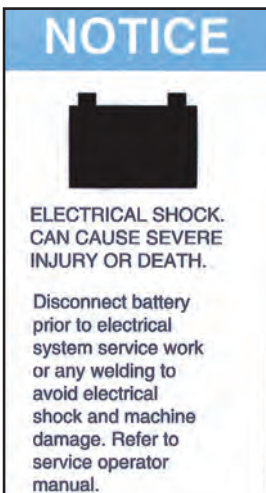 NOTICE
ELECTRICAL SHOCK.
CAN CAUSE SEVERE
INJURY OR DEATH.
Disconnect battery
prior to electrical
system service work
or any welding to
avoid electrical
shock and machine
damage. Refer to
service operator
manual.